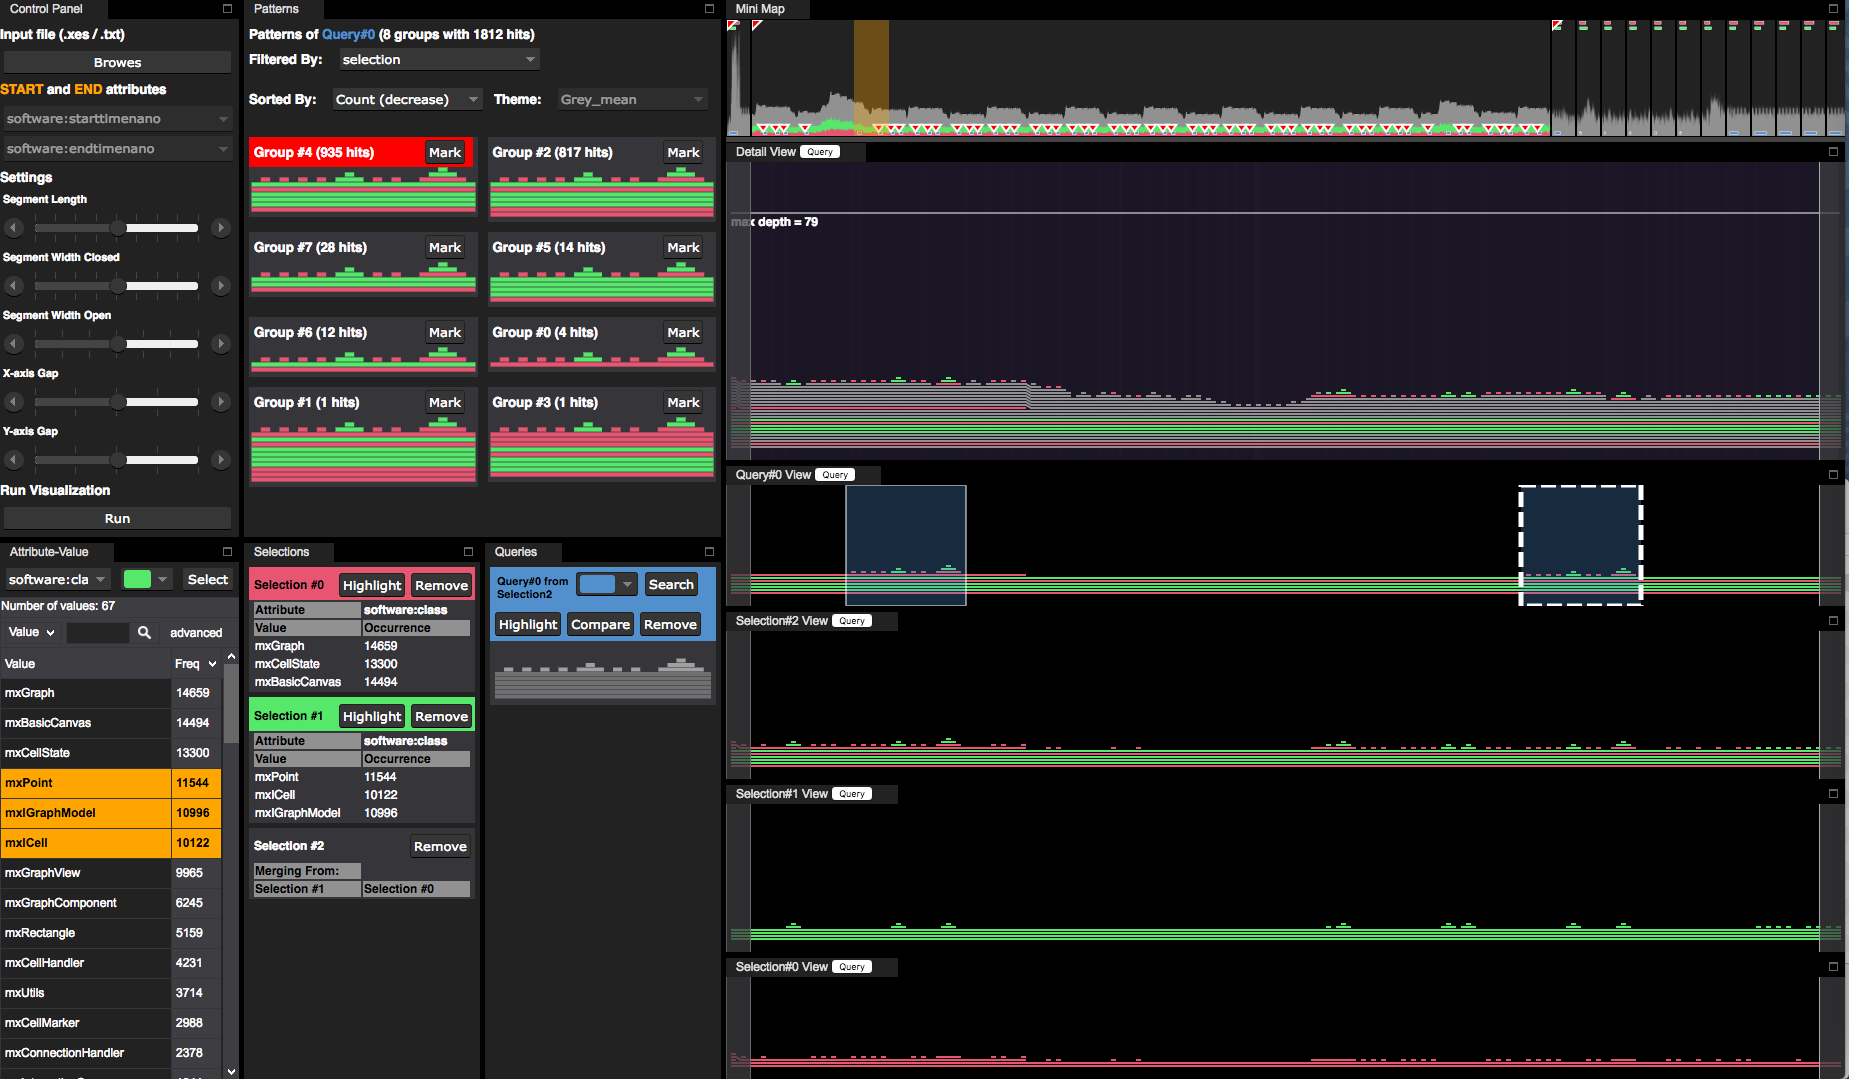 Control Panel
Input file (.xes / .txt)
Browes
START and END attributes
software:starttimenano
software:endtimenano
Settings
Segment Length
Segment Width Closed
Segment Width Open
X-axis Gap
Y-axis Gap
Run Visualization
Run
Patterns
Patterns of Query#0 (8 groups with 1812 hits)
Filtered By: selection
Sorted By: Count (decrease) Theme: Grey_mean
Group #4 (935 hits) Mark
Group #2 (817 hits) Mark
Group #7 (28 hits) Mark
Group #5 (14 hits) Mark
Group #6 (12 hits) Mark
Group #0 (4 hits) Mark
Group #1 (1 hits) Mark
Group #3 (1 hits) Mark
Attribute-Value
software:cla Select
Number of values: 67
Value advanced
Value Freq
mxGraph 14659
mxBasicCanvas 14494
mxCellState 13300
mxPoint 11544
mxIGraphModel 10996
mxICell 10122
mxGraphView 9965
mxGraphComponent 6245
mxRectangle 5159
mxCellHandler 4231
mxUtils 3714
mxCellMarker 2988
mxConnectionHandler 2378
Selections
Selection #0 Highlight Remove
Attribute software:class
Value Occurrence
mxGraph 14659
mxCellState 13300
mxBasicCanvas 14494
Selection #1 Highlight Remove
Attribute software:class
Value Occurrence
mxPoint 11544
mxICell 10122
mxIGraphModel 10996
Selection #2 Remove
Merging From:
Selection #1 Selection #0
Queries
Query#0 from
Selection2
Search
Highlight Compare Remove
Mini Map
Detail View Query
max depth = 79
Query#0 View Query
Selection#2 View Query
Selection#1 View Query
Selection#0 View Query